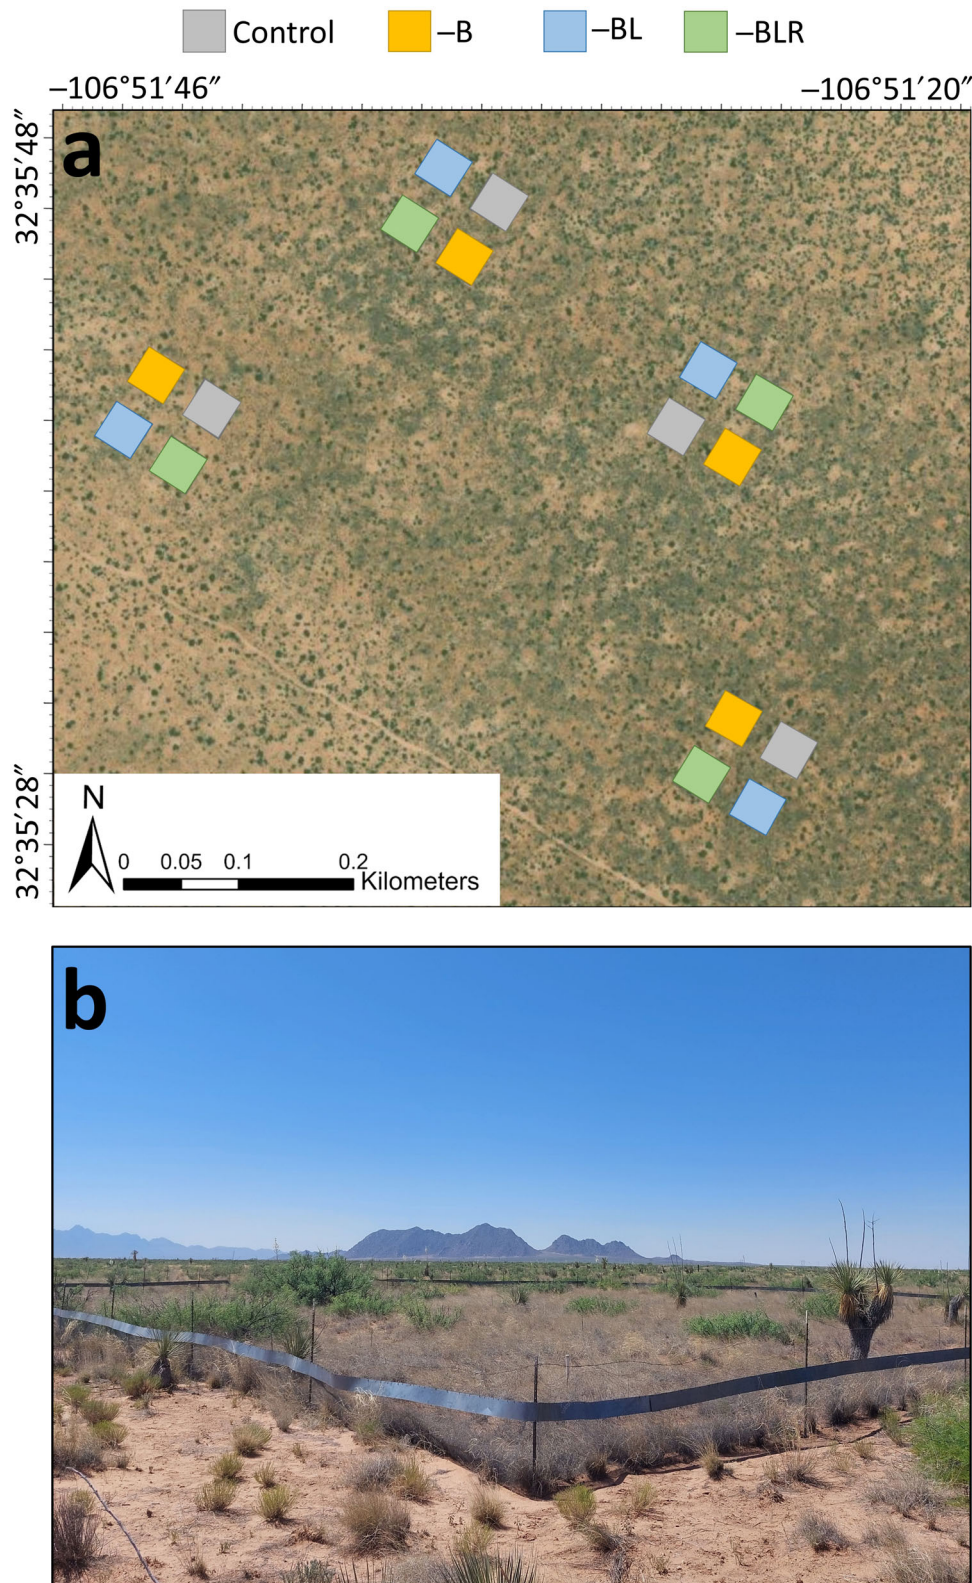 Control –B –BL –BLR
–106°51′46″ –106°51′20″
a
32°35′48″
32°35′28″
N
0 0.05 0.1 0.2
Kilometers
b